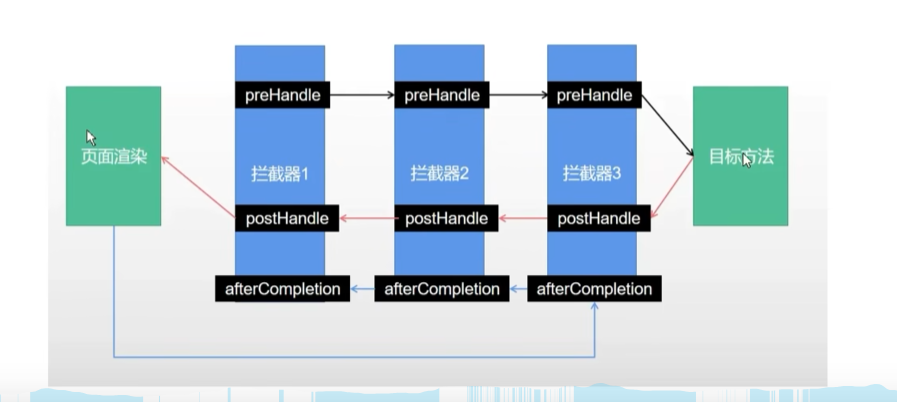 preHandle
preHandle
preHandle
页面渲染
拦截器1
拦截器2
拦截器3
目标方法
postHandle
postHandle
postHandle
afterCompletion
afterCompletion
afterCompletion